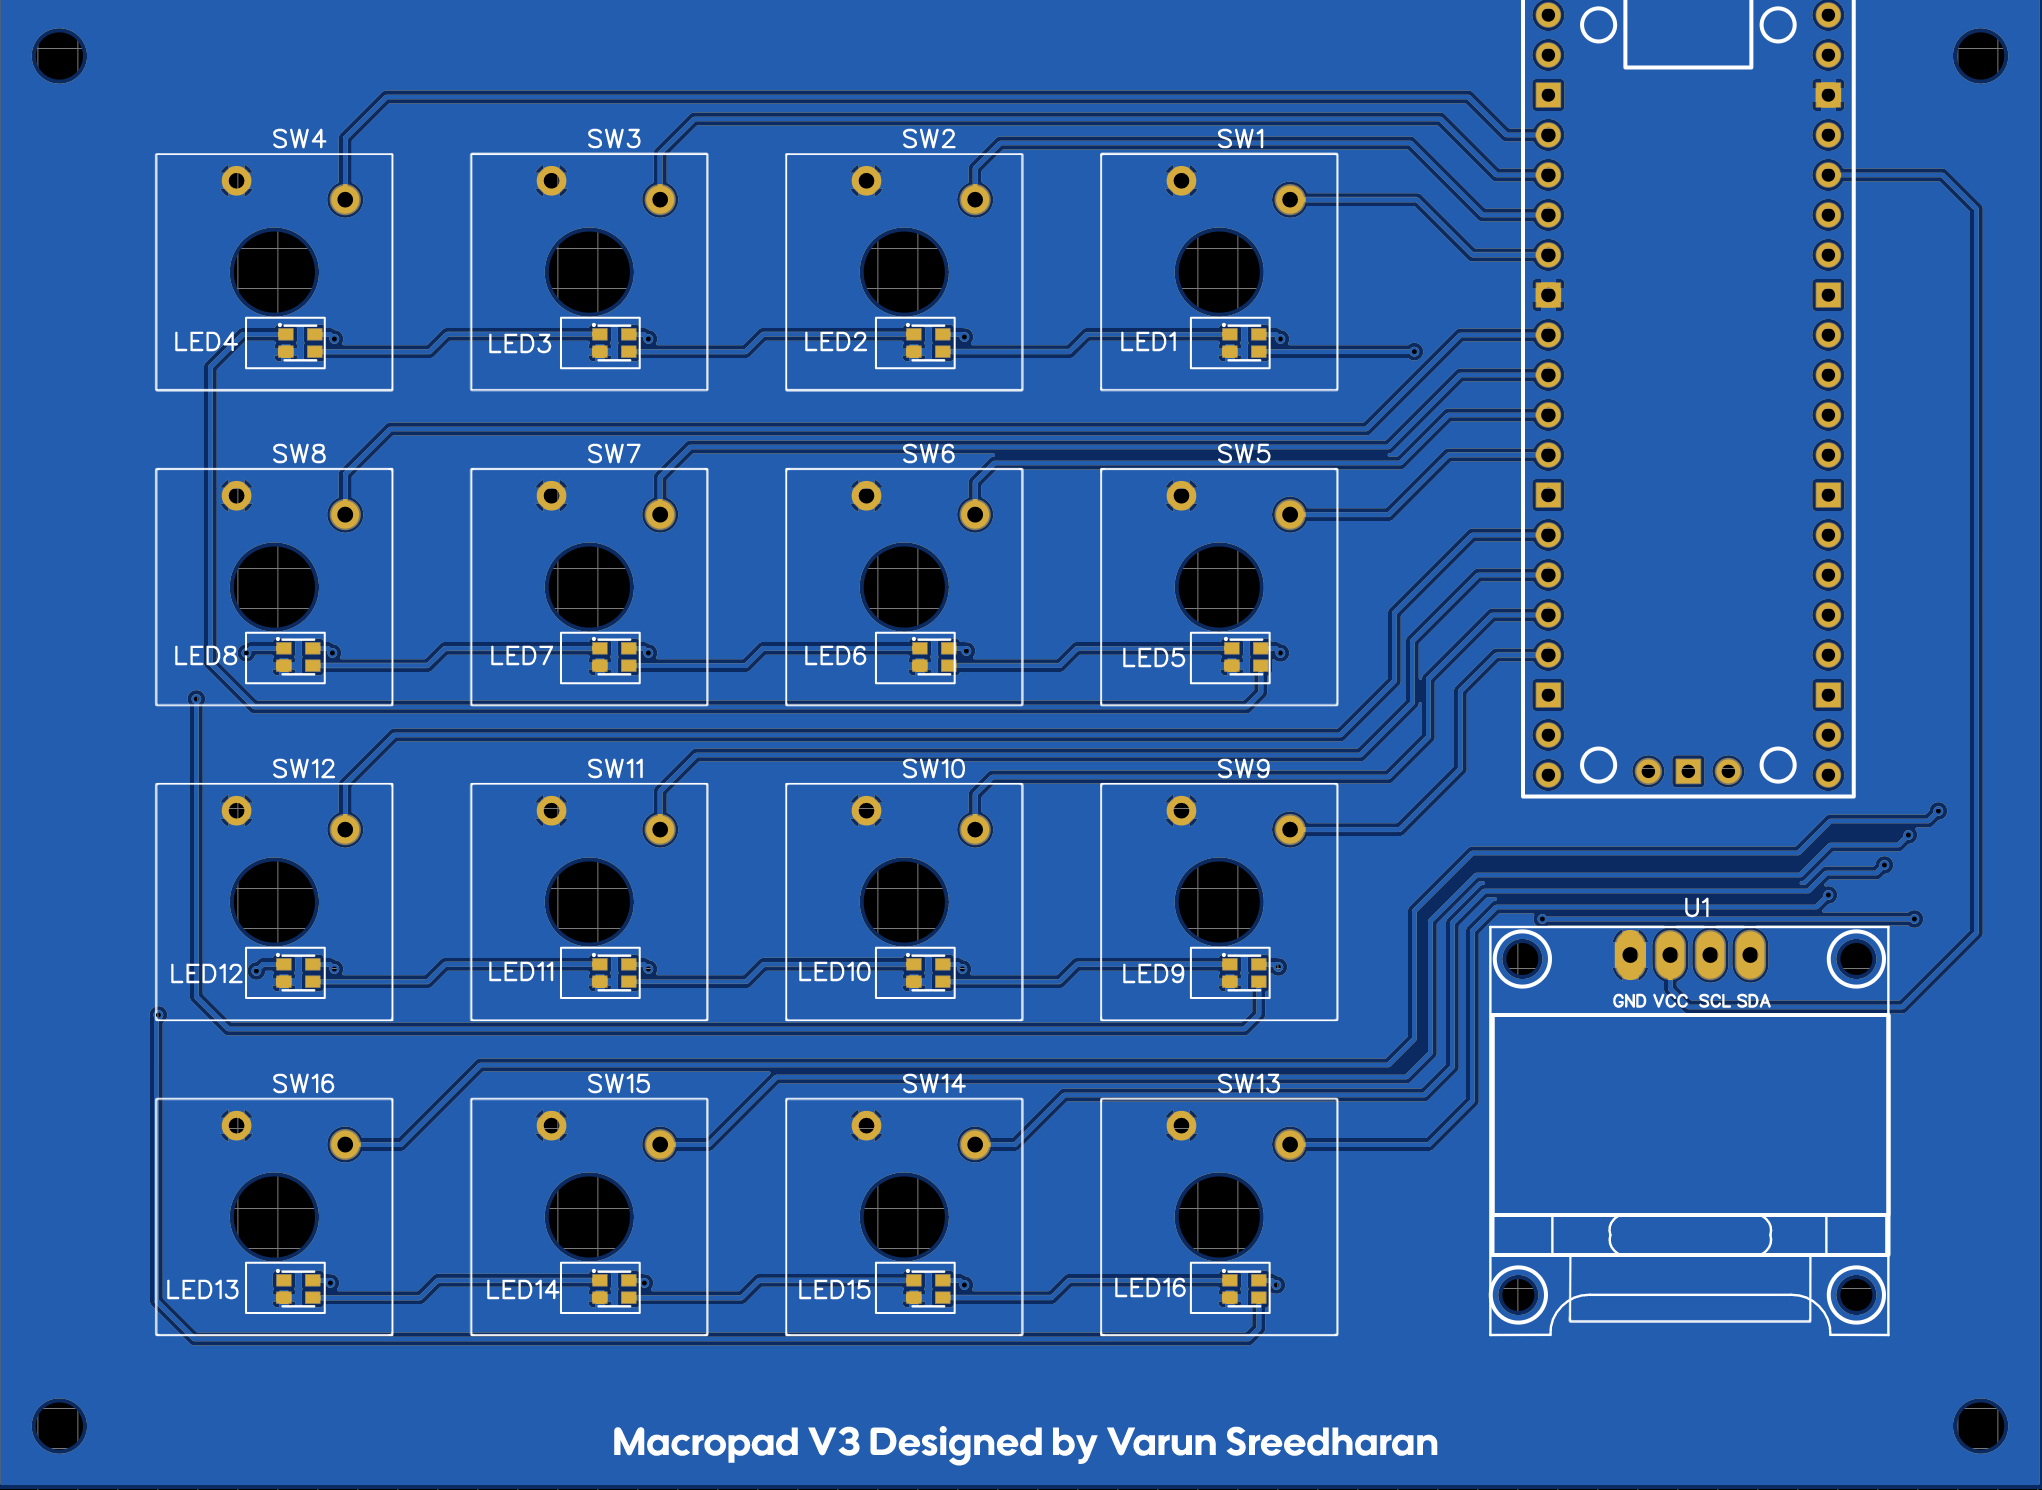 SW4 SW3 SW2 SW1
LED4 LED3 LED2 LED1
SW8 SW7 SW6 SW5
LED8 LED7 LED6 LED5
SW12 SW11 SW10 SW9
U1
LED12 LED11 LED10 LED9
GND VCC SCL SDA
SW16 SW15 SW14 SW13
LED13 LED14 LED15 LED16
Macropad V3 Designed by Varun Sreedharan